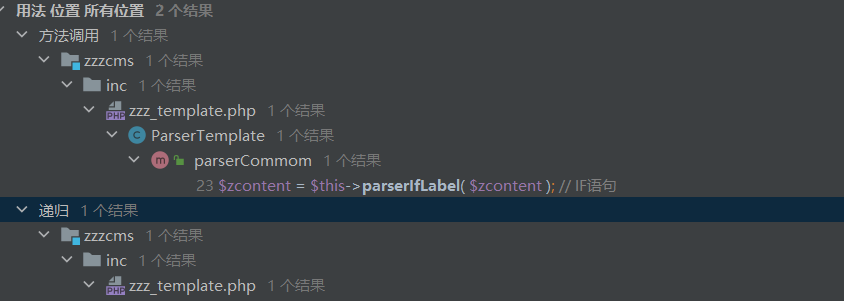 用法 位置 所有位置 2 个结果
方法调用 1 个结果
zzzcms 1 个结果
inc 1 个结果
zzz_template.php 1 个结果
ParserTemplate 1 个结果
parserCommom 1 个结果
23 $zcontent = $this->parserIfLabel( $zcontent ); // IF语句
递归 1 个结果
zzzcms 1 个结果
inc 1 个结果
zzz_template.php 1 个结果